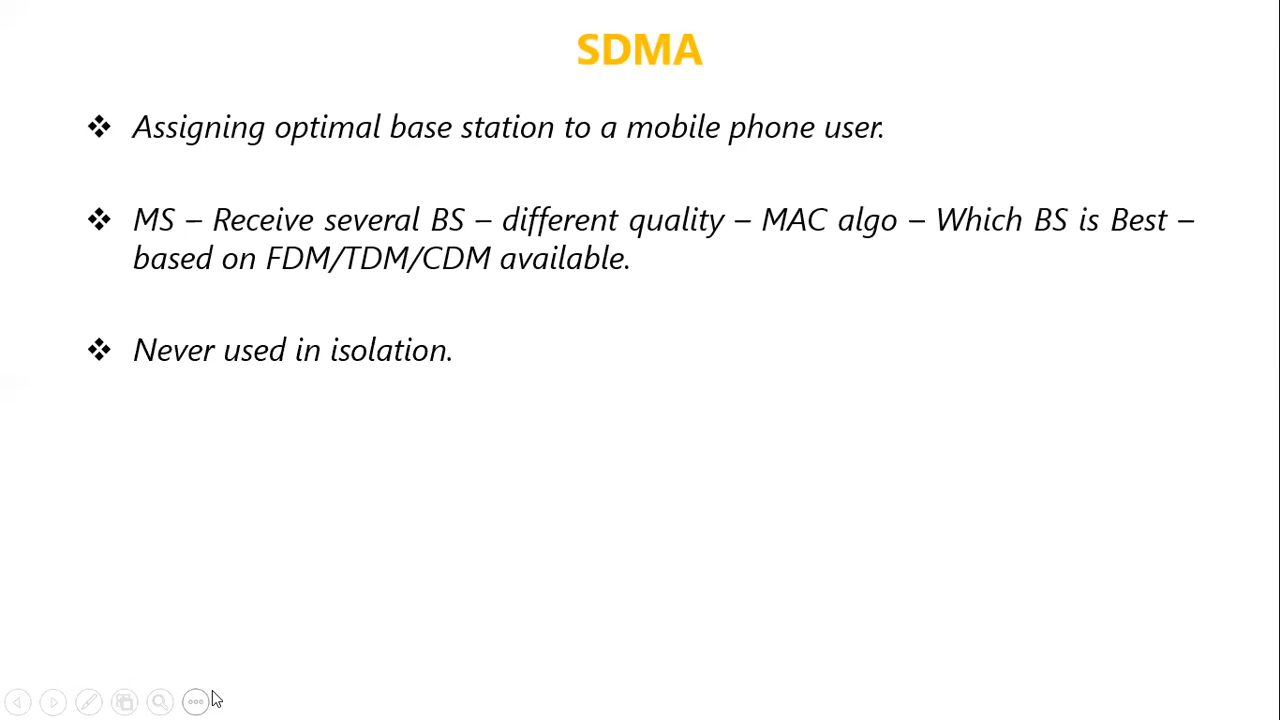 SDMA
❖ Assigning optimal base station to a mobile phone user.
❖ MS – Receive several BS – different quality – MAC algo – Which BS is Best –
based on FDM/TDM/CDM available.
❖ Never used in isolation.